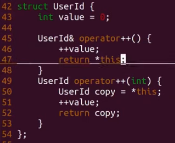 42 struct UserId {
43     int value = 0;
44
45     UserId& operator++() {
46         ++value;
47         return *this;
48     }
49     UserId operator++(int) {
50         UserId copy = *this;
51         ++value;
52         return copy;
53     }
54 };